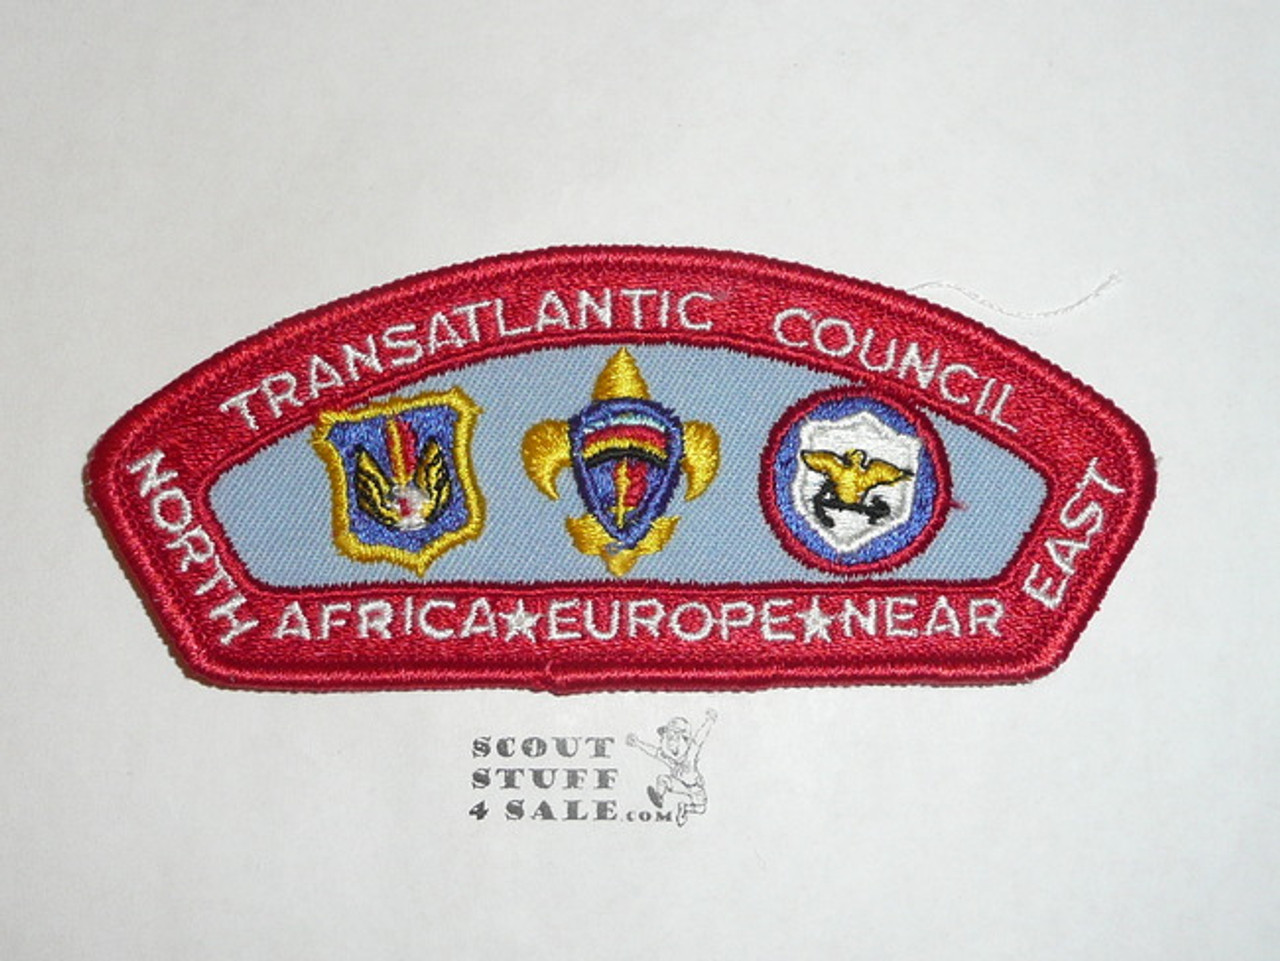 TRANSATLANTIC COUNCIL
NORTH AFRICA★EUROPE★NEAR EAST
SCOUT
STUFF
4 SALE.COM